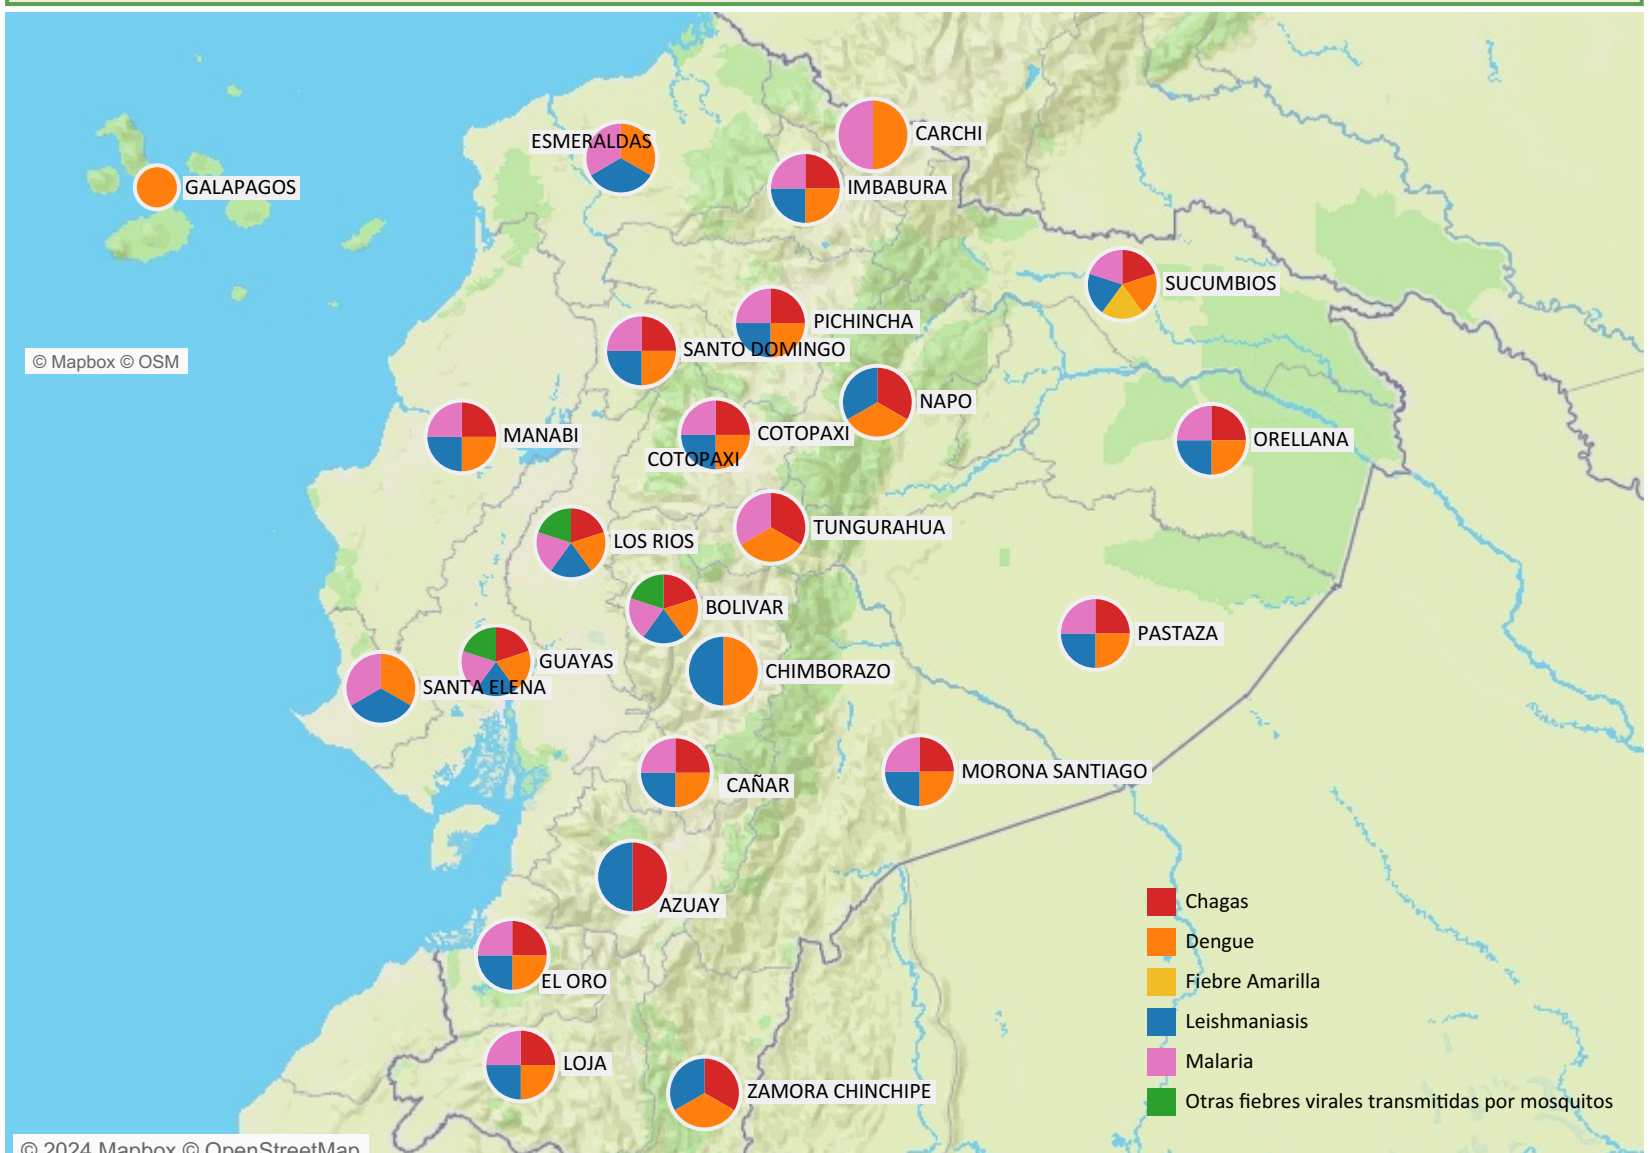 CARCHI
ESMERALDAS
GALAPAGOS
IMBABURA
SUCUMBIOS
PICHINCHA
SANTO DOMINGO
© Mapbox © OSM
NAPO
MANABI
COTOPAXI
COTOPAXI
ORELLANA
TUNGURAHUA
LOS RIOS
BOLIVAR
PASTAZA
GUAYAS
CHIMBORAZO
SANTA ELENA
MORONA SANTIAGO
CAÑAR
AZUAY
EL ORO
LOJA
ZAMORA CHINCHIPE
Chagas
Dengue
Fiebre Amarilla
Leishmaniasis
Malaria
Otras fiebres virales transmitidas por mosquitos
© 2024 Mapbox © OpenStreetMap